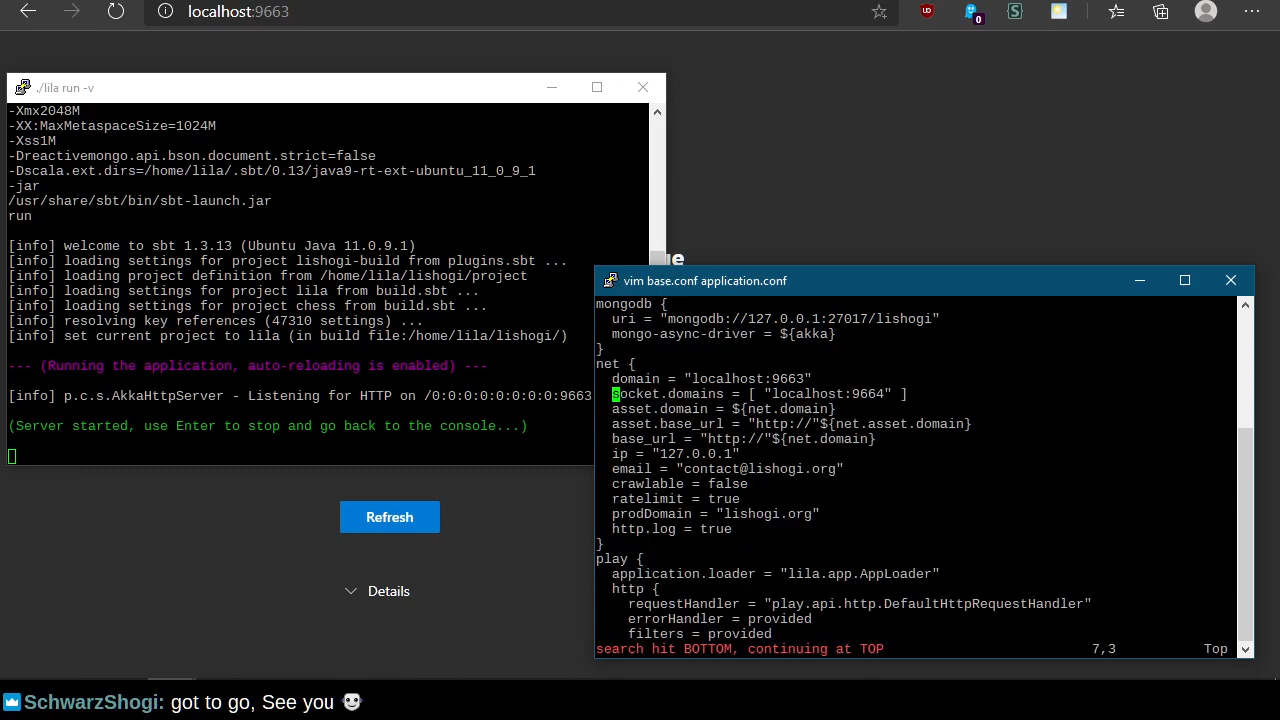 localhost:9663
0
./lila run -v
-Xmx2048M
-XX:MaxMetaspaceSize=1024M
-Xss1M
-Dreactivemongo.api.bson.document.strict=false
-Dscala.ext.dirs=/home/lila/.sbt/0.13/java9-rt-ext-ubuntu_11_0_9_1
-jar
/usr/share/sbt/bin/sbt-launch.jar
run
[info] welcome to sbt 1.3.13 (Ubuntu Java 11.0.9.1)
[info] loading settings for project lishogi-build from plugins.sbt ...
[info] loading project definition from /home/lila/lishogi/project
[info] loading settings for project lila from build.sbt ...
[info] loading settings for project chess from build.sbt ...
[info] resolving key references (47310 settings) ...
[info] set current project to lila (in build file:/home/lila/lishogi/)
--- (Running the application, auto-reloading is enabled) ---
[info] p.c.s.AkkaHttpServer - Listening for HTTP on /0:0:0:0:0:0:0:0:9663
(Server started, use Enter to stop and go back to the console...)
vim base.conf application.conf
mongodb {
uri = "mongodb://127.0.0.1:27017/lishogi"
mongo-async-driver = ${akka}
}
net {
domain = "localhost:9663"
socket.domains = [ "localhost:9664" ]
asset.domain = ${net.domain}
asset.base_url = "http://"${net.asset.domain}
base_url = "http://"${net.domain}
ip = "127.0.0.1"
email = "contact@lishogi.org"
crawlable = false
ratelimit = true
prodDomain = "lishogi.org"
http.log = true
}
play {
application.loader = "lila.app.AppLoader"
http {
requestHandler = "play.api.http.DefaultHttpRequestHandler"
errorHandler = provided
filters = provided
search hit BOTTOM, continuing at TOP 7,3 Top
Refresh
Details
SchwarzShogi: got to go, See you